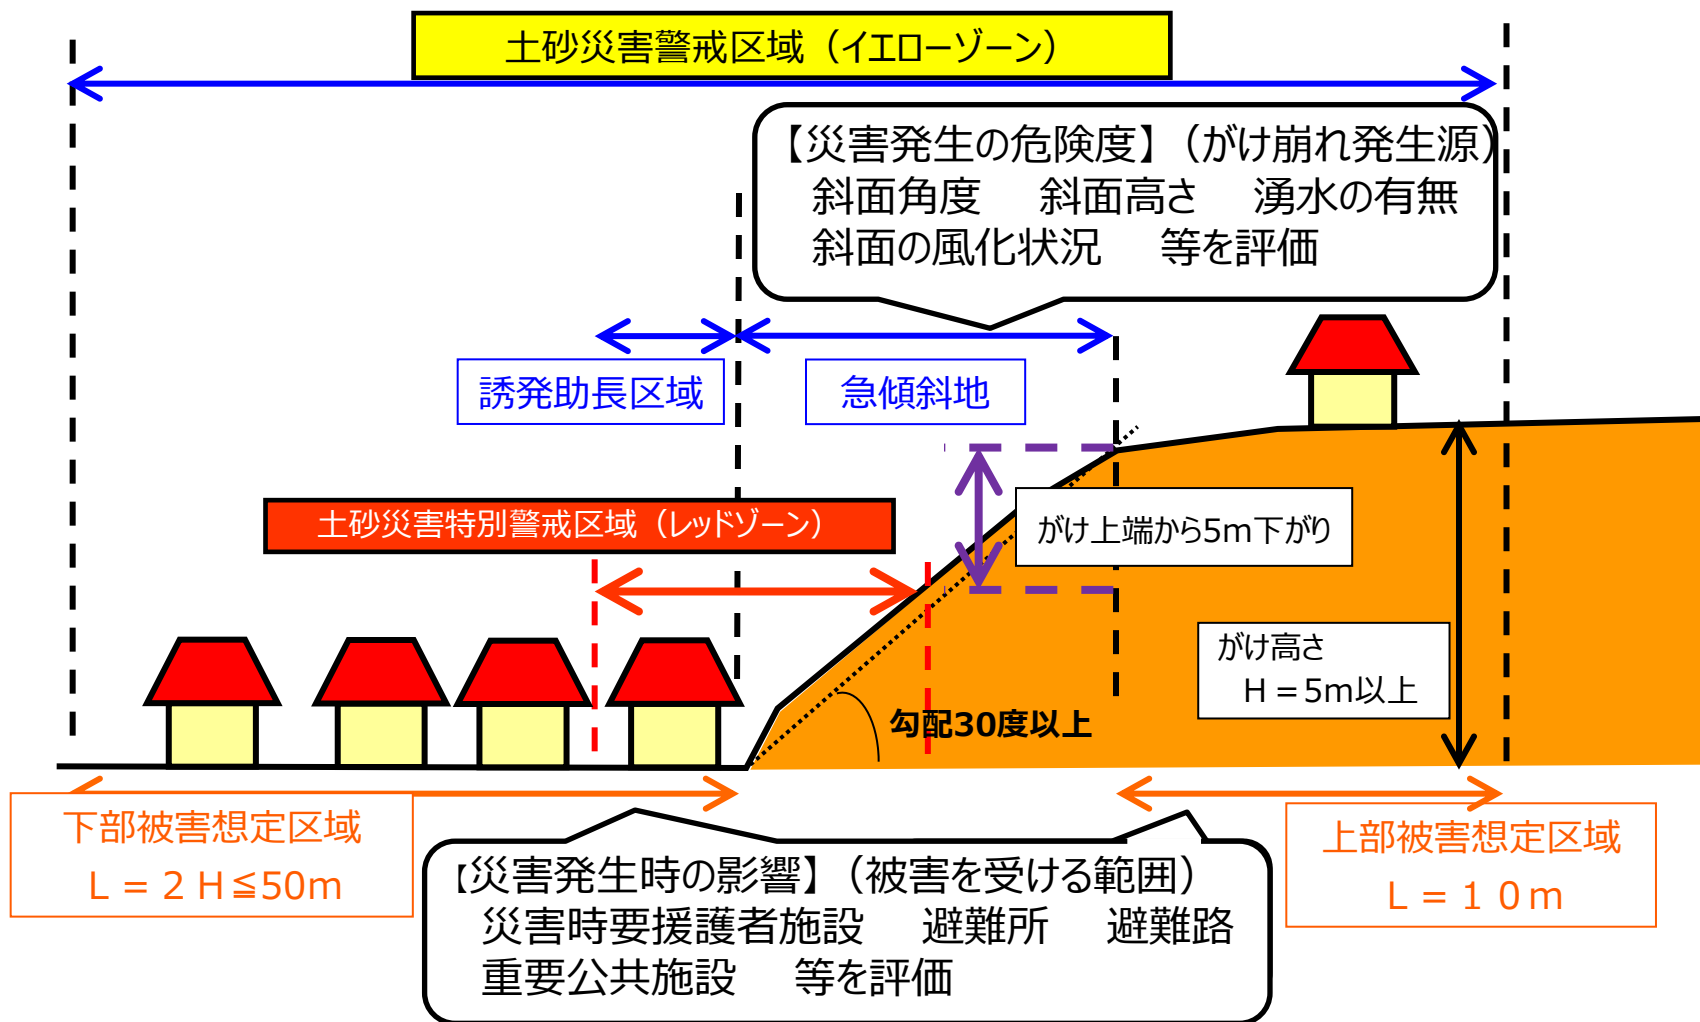 土砂災害警戒区域（イエローゾーン）
【災害発生の危険度】（がけ崩れ発生源）
斜面角度　斜面高さ　湧水の有無
斜面の風化状況　等を評価
誘発助長区域
急傾斜地
土砂災害特別警戒区域（レッドゾーン）
がけ上端から5m下がり
がけ高さ
H＝5m以上
勾配30度以上
下部被害想定区域
L＝2H≦50m
【災害発生時の影響】（被害を受ける範囲）
災害時要援護者施設　避難所　避難路
重要公共施設　等を評価
上部被害想定区域
L＝10m